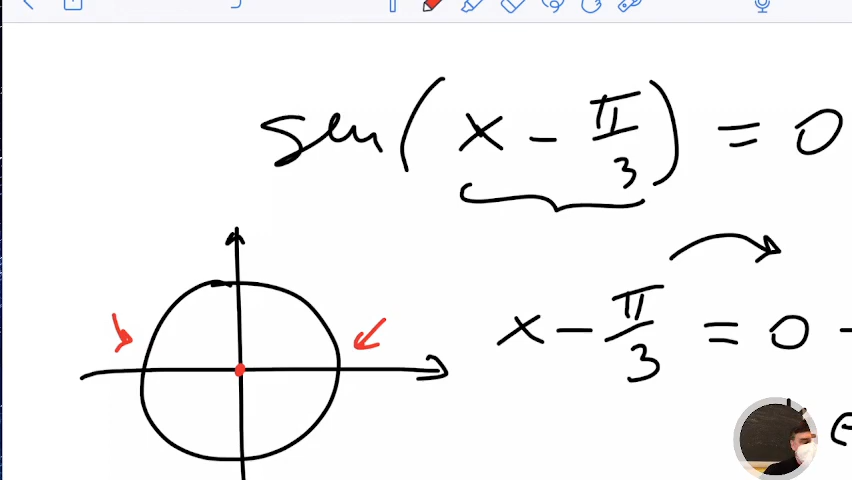 sen(x - π/3) = 0
x - π/3 = 0 -